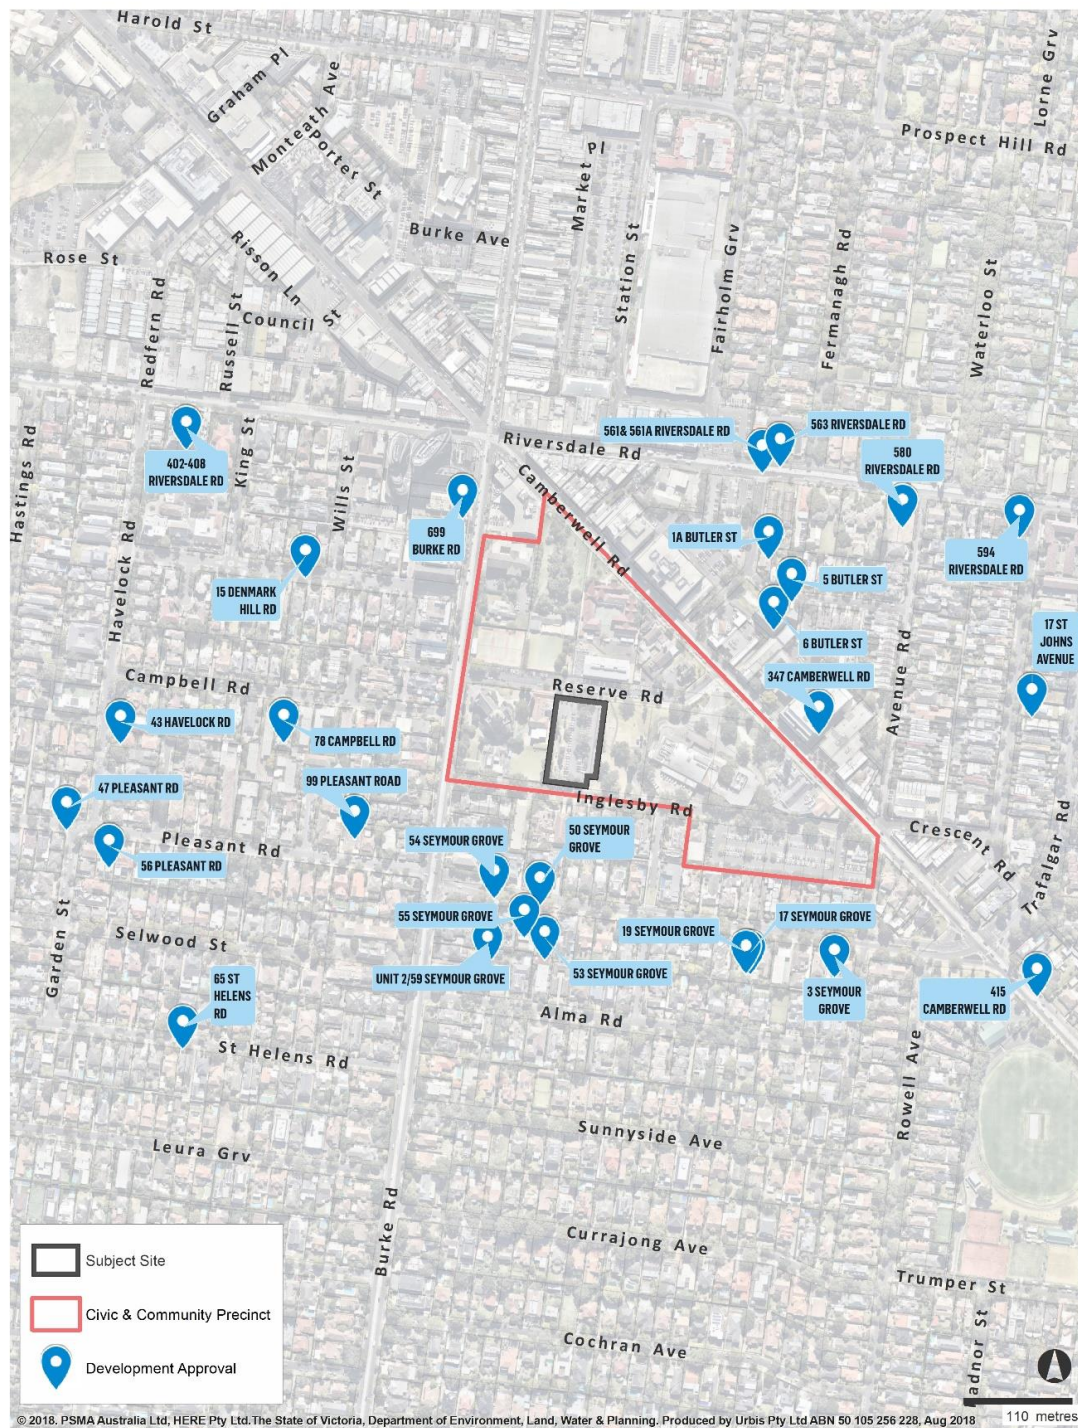 Harold St
Graham Pl
Monteath Ave
Porter St
Lorne Grv
Prospect Hill Rd
Market Pl
Burke Ave
Station St
Fairholm Grv
Fermanagh Rd
Waterloo St
Rose St
Risson Ln
Council St
Redfern Rd
Russell St
561& 561A RIVERSDALE RD
563 RIVERSDALE RD
Riversdale Rd
580
RIVERSDALE RD
402-408
RIVERSDALE RD
King St
Wills St
Hastings Rd
Camberwell Rd
699
BURKE RD
1A BUTLER ST
594
RIVERSDALE RD
15 DENMARK
HILL RD
Havelock Rd
5 BUTLER ST
6 BUTLER ST
17 ST
JOHNS
AVENUE
Avenue Rd
Campbell Rd
Reserve Rd
347 CAMBERWELL RD
43 HAVELOCK RD
78 CAMPBELL RD
47 PLEASANT RD
99 PLEASANT ROAD
Inglesby Rd
Pleasant Rd
56 PLEASANT RD
54 SEYMOUR GROVE
50 SEYMOUR
GROVE
Crescent Rd
Trafalgar Rd
55 SEYMOUR GROVE
19 SEYMOUR GROVE
17 SEYMOUR GROVE
Garden St
Selwood St
UNIT 2/59 SEYMOUR GROVE
53 SEYMOUR GROVE
3 SEYMOUR
GROVE
415
CAMBERWELL RD
65 ST
HELENS
RD
Alma Rd
St Helens Rd
Rowell Ave
Sunnyside Ave
Leura Grv
Burke Rd
Currajong Ave
Trumper St
Cochran Ave
adnor St
Subject Site
Civic & Community Precinct
Development Approval
110 metres
© 2018. PSMA Australia Ltd, HERE Pty Ltd.The State of Victoria, Department of Environment, Land, Water & Planning. Produced by Urbis Pty Ltd ABN 50 105 256 228, Aug 2018